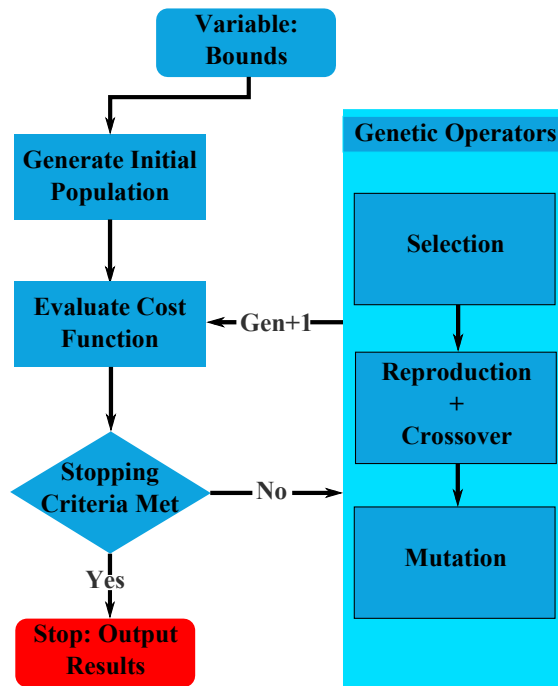 Variable:
Bounds
Generate Initial
Population
Evaluate Cost
Function
Stopping
Criteria Met
Yes
Stop: Output
Results
No
Gen+1
Genetic Operators
Selection
Reproduction
+
Crossover
Mutation